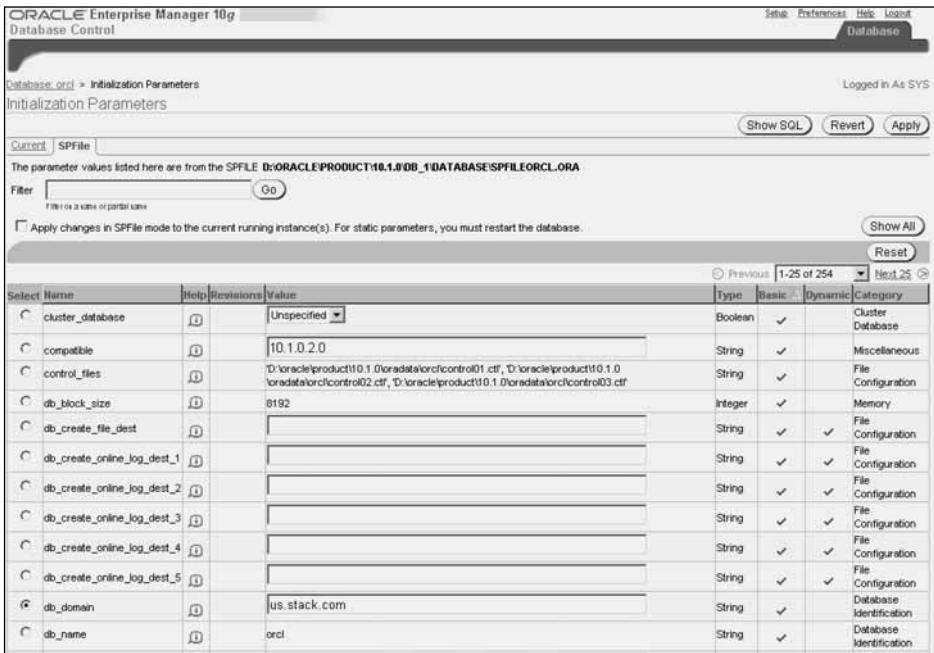 ORACLE Enterprise Manager 10g
Database Control
Setup Preferences Help Logout
Database
Database: orcl > Initialization Parameters
Logged in As SYS
Initialization Parameters
Show SQL Revert Apply
Current SPFile
The parameter values listed here are from the SPFILE D:\ORACLE\PRODUCT\10.1.0\DB_1\DATABASE\SPFILEORCL.ORA
Filter Go
Filter on a name or partial name
Apply changes in SPFile mode to the current running instance(s). For static parameters, you must restart the database.
Show All
Reset
Previous 1-25 of 254 Next 25
Select Name Help Revisions Value Type Basic Dynamic Category
cluster_database Unspecified Boolean Cluster Database
compatible 10.1.0.2.0 String Miscellaneous
control_files 'D:\oracle\product\10.1.0\oradata\orcl\control01.ctl', 'D:\oracle\product\10.1.0 String File
\oradata\orcl\control02.ctl', 'D:\oracle\product\10.1.0\oradata\orcl\control03.ctl' Configuration
db_block_size 8192 Integer Memory
db_create_file_dest String File Configuration
db_create_online_log_dest_1 String File Configuration
db_create_online_log_dest_2 String File Configuration
db_create_online_log_dest_3 String File Configuration
db_create_online_log_dest_4 String File Configuration
db_create_online_log_dest_5 String File Configuration
db_domain us.stack.com String Database Identification
db_name orcl String Database Identification